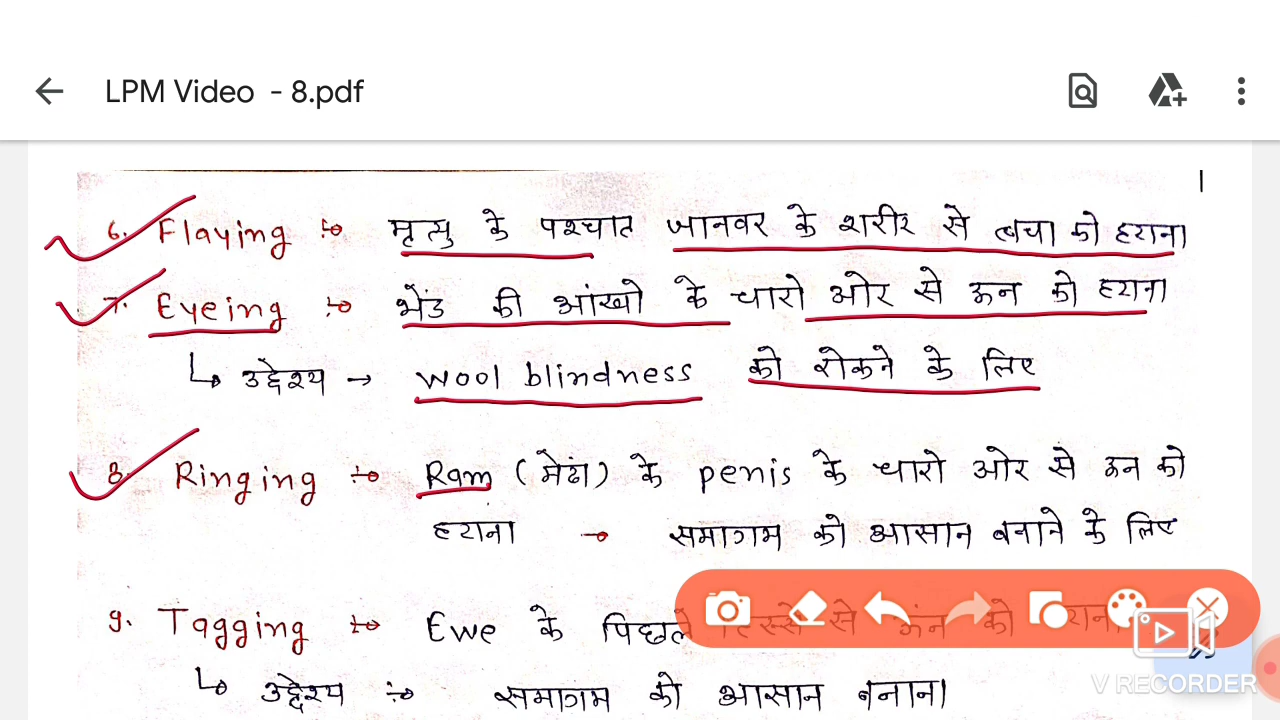 LPM Video - 8.pdf
6. Flaying :→ मृत्यु के पश्चात जानवर के शरीर से त्वचा को हटाना
7. Eyeing :→ भेंड की आंखो के चारो ओर से ऊन को हटाना
↳ उद्देश्य → wool blindness को रोकने के लिए
8. Ringing :→ Ram (मेढा) के penis के चारो ओर से ऊन को
हटाना → समागम को आसान बनाने के लिए
9. Tagging :→ Ewe के पिछले हिस्से से ऊन को हटाना
↳ उद्देश्य :→ समागम को आसान बनाना
V RECORDER